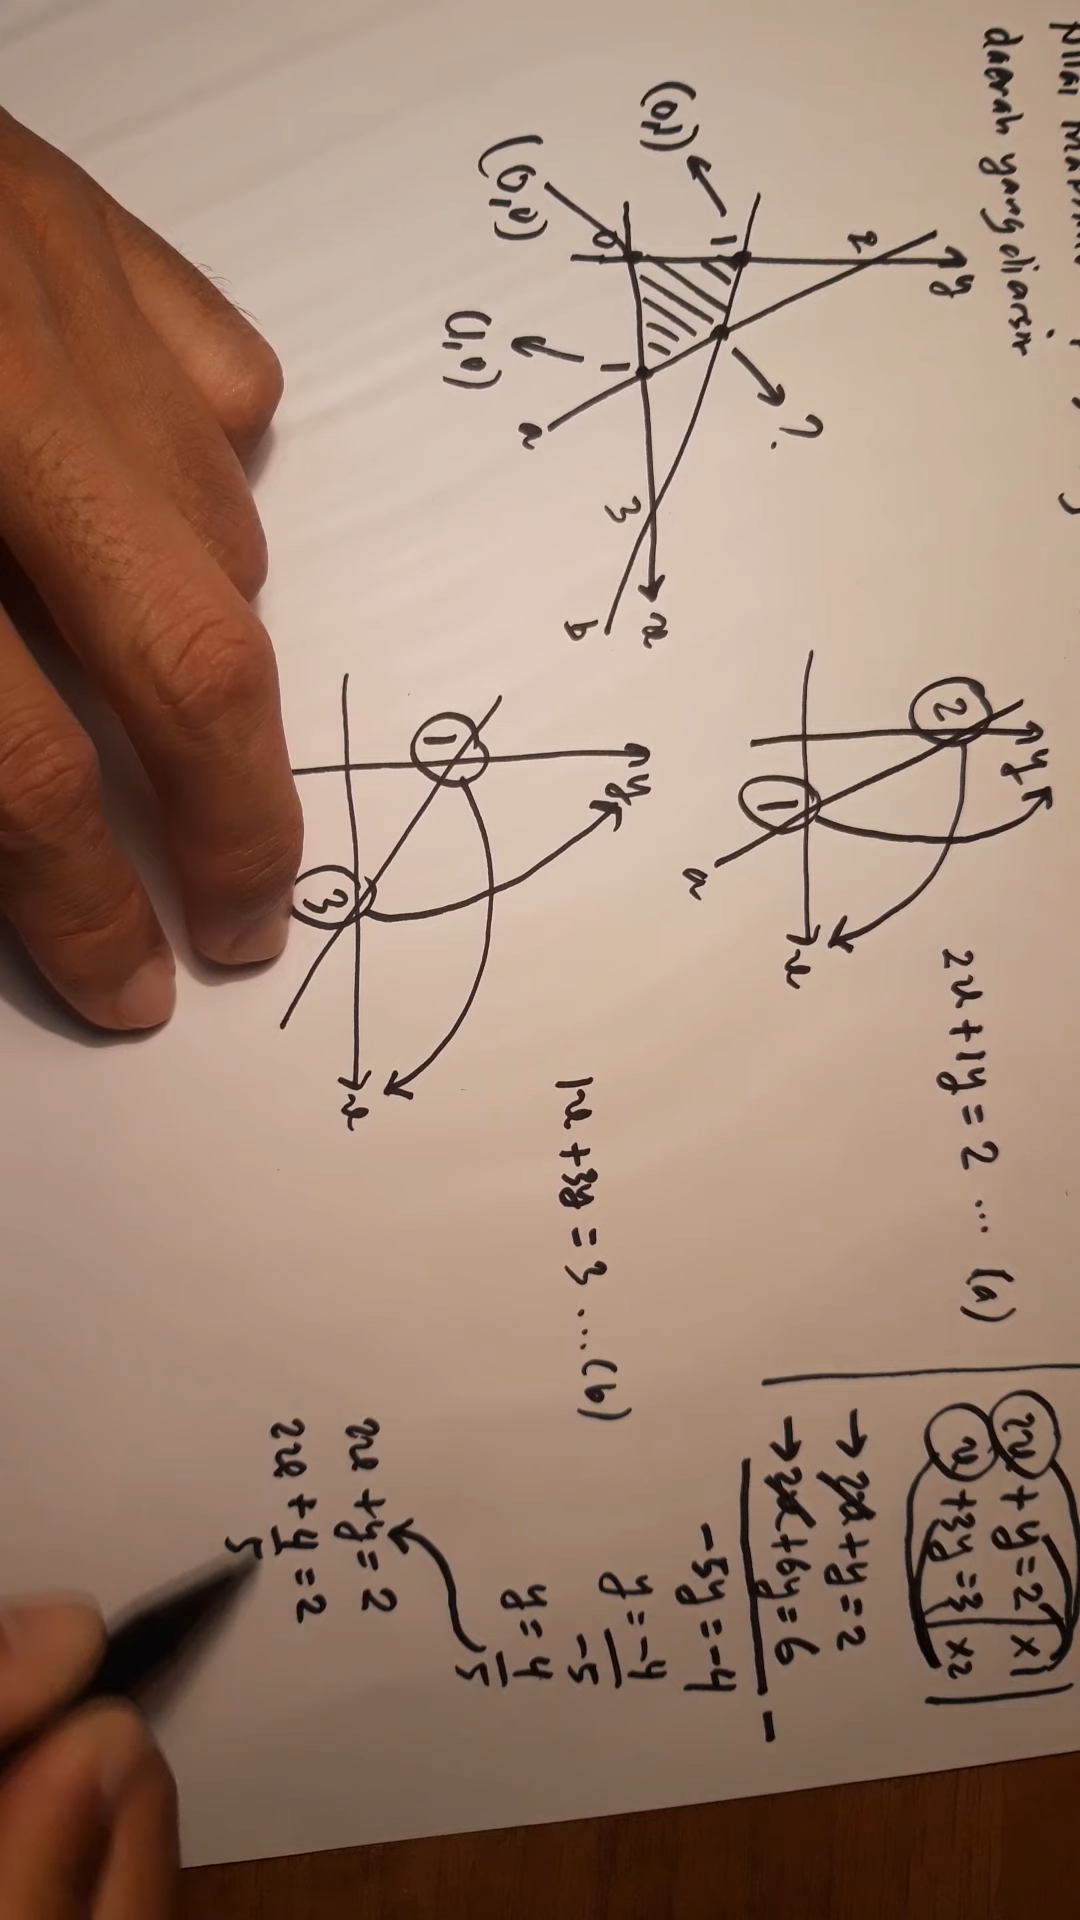 daerah yang diarsir
y
2
1
(0,1)
0
(0,0)
1
(1,0)
?
3
x
a
b
y
2
1
x
a
2x + 1y = 2 ... (a)
y
1
3
x
1x + 3y = 3 ... (b)
2x + y = 2 | x1 |
x + 3y = 3 | x2 |
→ 2x + y = 2
→ 2x + 6y = 6
-
-5y = -4
y = -4
-5
y = 4
5
2x + y = 2
2x + 4 = 2
5